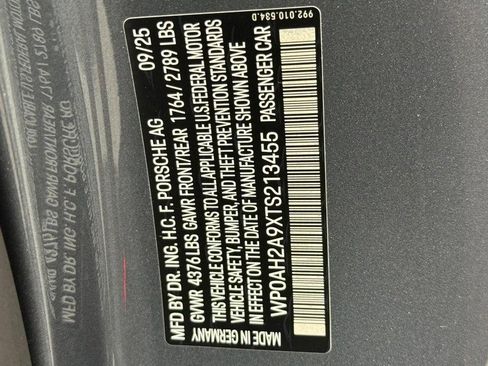 MFD BY DR. ING. H.C. F. PORSCHE AG 09/25
GVWR 4376 LBS GAWR FRONT/REAR 1764 / 2789 LBS
THIS VEHICLE CONFORMS TO ALL APPLICABLE U.S. FEDERAL MOTOR
VEHICLE SAFETY, BUMPER, AND THEFT PREVENTION STANDARDS
IN EFFECT ON THE DATE OF MANUFACTURE SHOWN ABOVE
WP0AH2A9XTS213455 PASSENGER CAR
MADE IN GERMANY
992.010.534.D